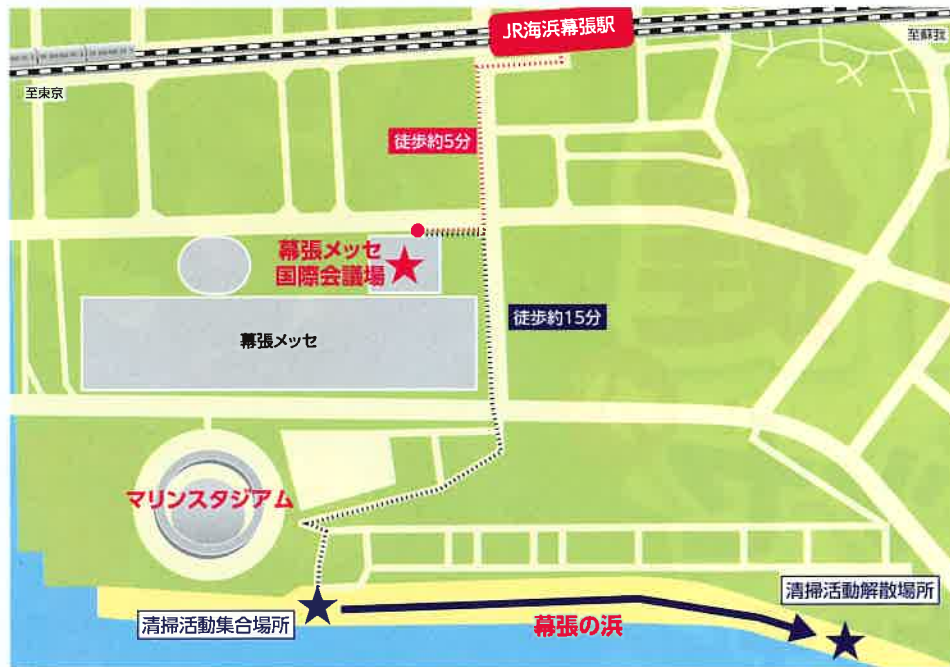 JR海浜幕張駅
至蘇我
至東京
徒歩約5分
幕張メッセ
国際会議場
徒歩約15分
幕張メッセ
マリンスタジアム
清掃活動解散場所
清掃活動集合場所
幕張の浜